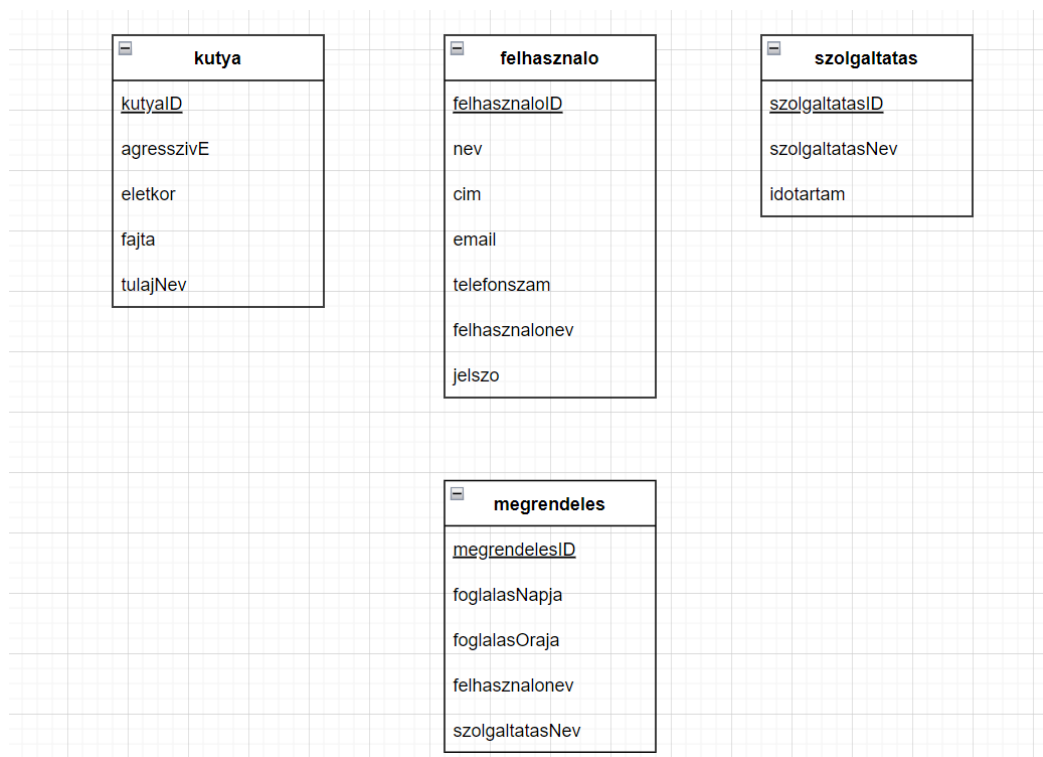 kutya
kutyaID
agresszivE
eletkor
fajta
tulajNev
felhasznalo
felhasznaloID
nev
cim
email
telefonszam
felhasznalonev
jelszo
szolgaltatas
szolgaltatasID
szolgaltatasNev
idotartam
megrendeles
megrendelesID
foglalasNapja
foglalasOraja
felhasznalonev
szolgaltatasNev